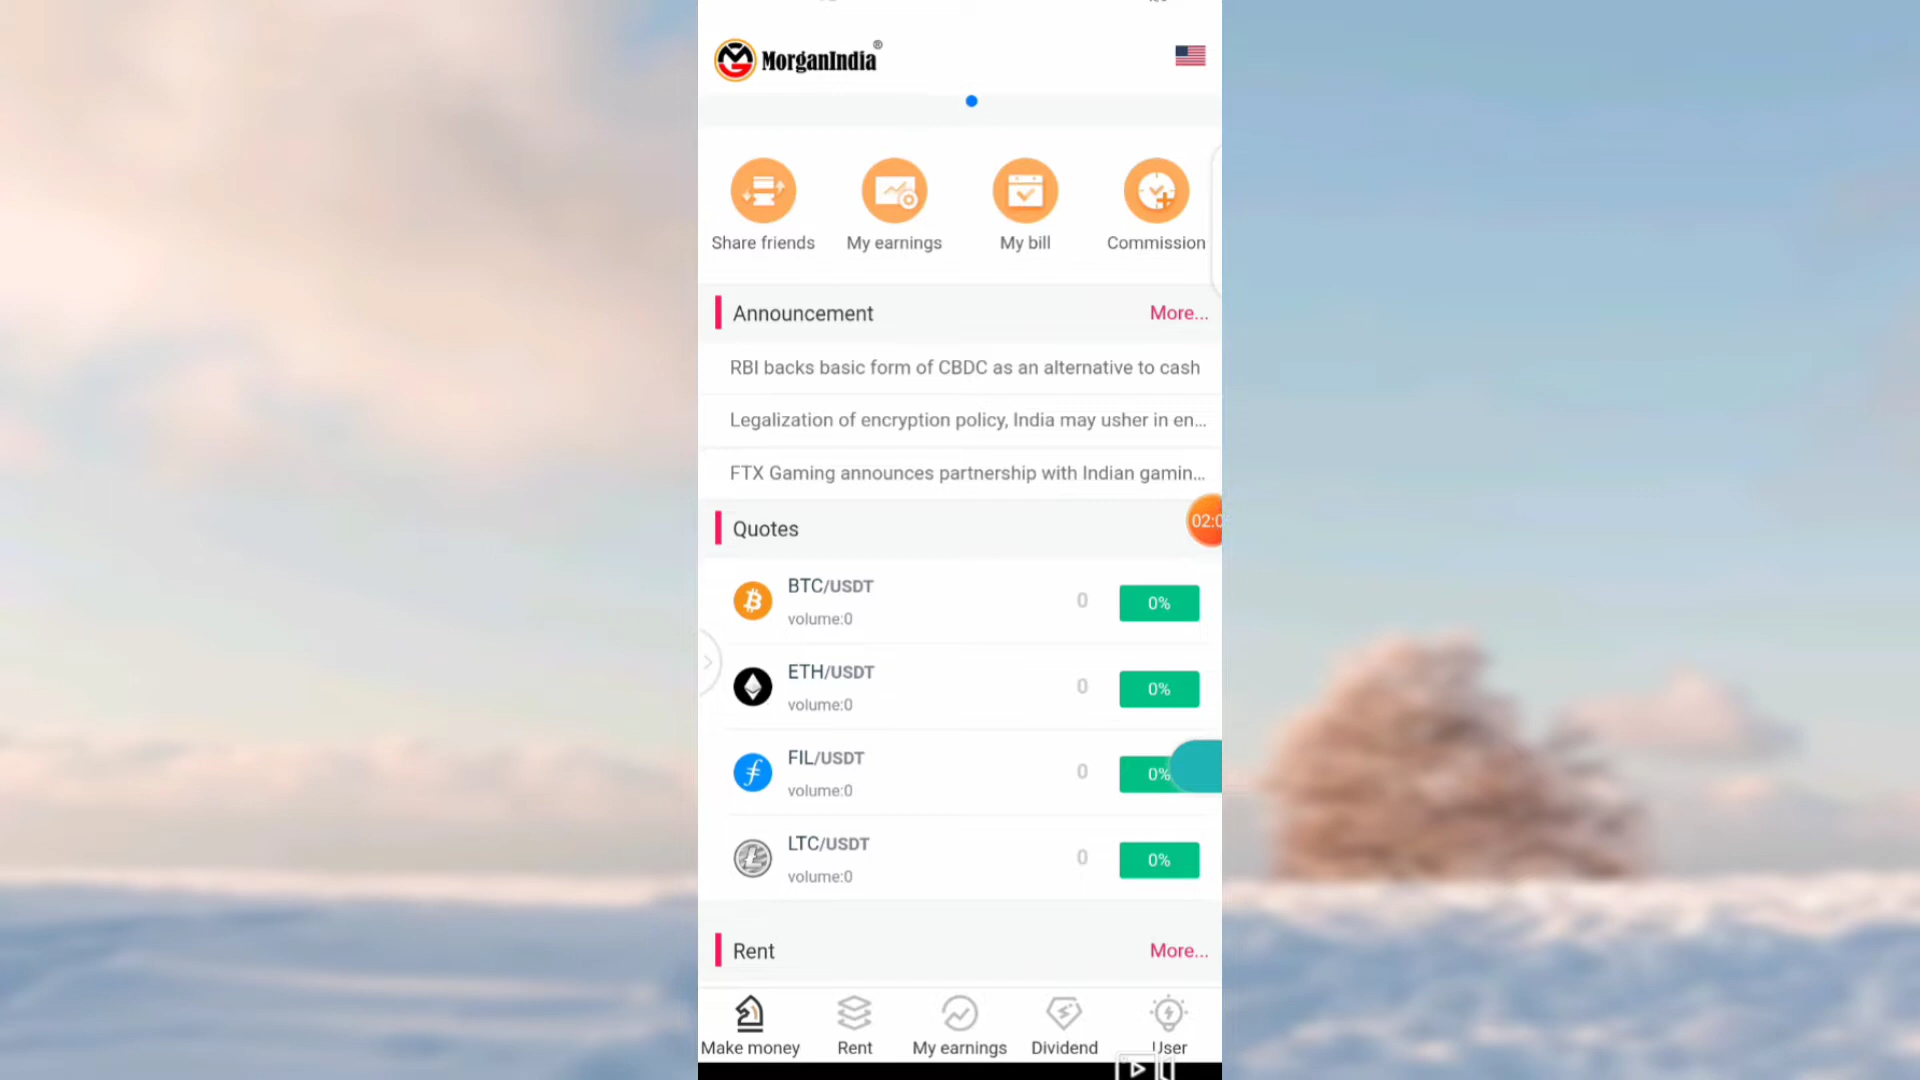 MorganIndia®
Share friends
My earnings
My bill
Commission
Announcement
More...
RBI backs basic form of CBDC as an alternative to cash
Legalization of encryption policy, India may usher in en...
FTX Gaming announces partnership with Indian gamin...
Quotes
02:0
BTC/USDT
0
0%
volume:0
ETH/USDT
0
0%
volume:0
FIL/USDT
0
0%
volume:0
LTC/USDT
0
0%
volume:0
Rent
More...
Make money
Rent
My earnings
Dividend
User